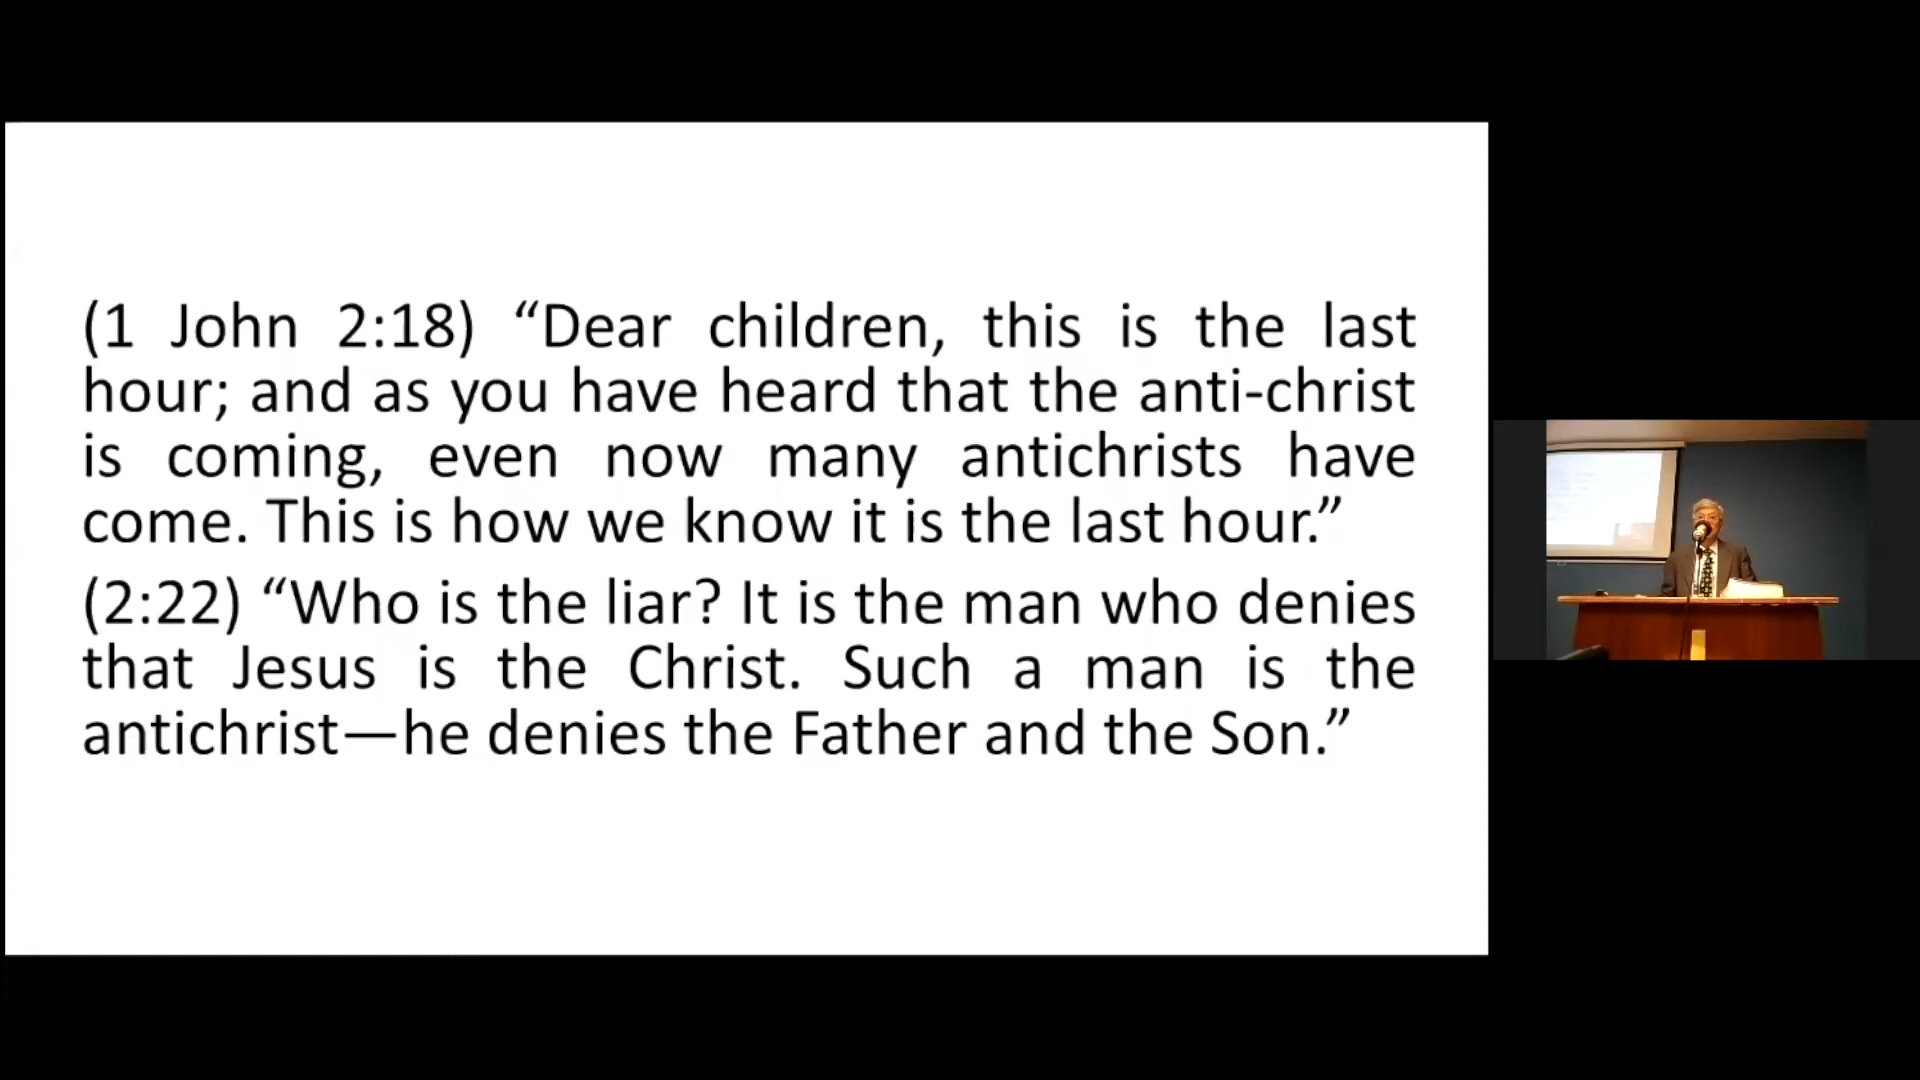 (1 John 2:18) “Dear children, this is the last
hour; and as you have heard that the anti-christ
is coming, even now many antichrists have
come. This is how we know it is the last hour.”
(2:22) “Who is the liar? It is the man who denies
that Jesus is the Christ. Such a man is the
antichrist—he denies the Father and the Son.”